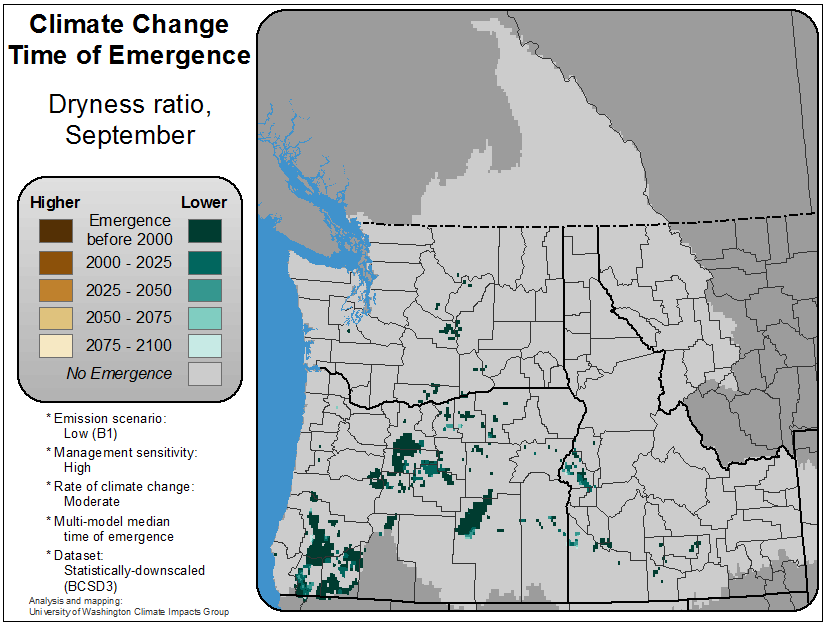 Climate Change
Time of Emergence
Dryness ratio,
September
Higher Lower
Emergence
before 2000
2000 - 2025
2025 - 2050
2050 - 2075
2075 - 2100
No Emergence
* Emission scenario:
Low (B1)
* Management sensitivity:
High
* Rate of climate change:
Moderate
* Multi-model median
time of emergence
* Dataset:
Statistically-downscaled
(BCSD3)
Analysis and mapping:
University of Washington Climate Impacts Group